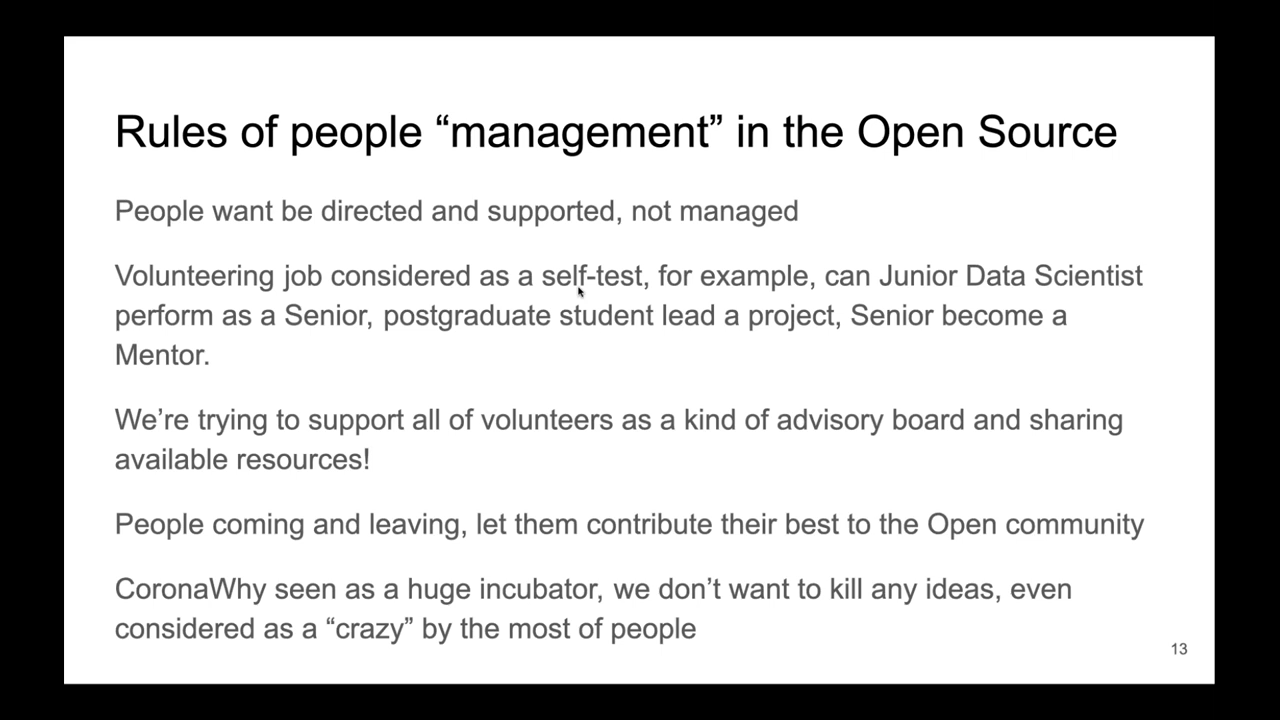 Rules of people “management” in the Open Source
People want be directed and supported, not managed
Volunteering job considered as a self-test, for example, can Junior Data Scientist
perform as a Senior, postgraduate student lead a project, Senior become a
Mentor.
We’re trying to support all of volunteers as a kind of advisory board and sharing
available resources!
People coming and leaving, let them contribute their best to the Open community
CoronaWhy seen as a huge incubator, we don’t want to kill any ideas, even
considered as a “crazy” by the most of people
13